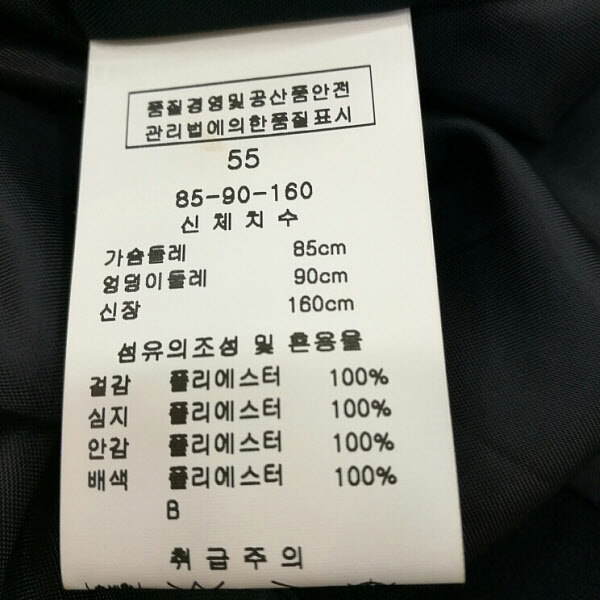 품질경영및공산품안전
관리법에의한품질표시
55
85-90-160
신체치수
가슴둘레 85cm
엉덩이둘레 90cm
신장 160cm
섬유의조성 및 혼용율
겉감 폴리에스터 100%
심지 폴리에스터 100%
안감 폴리에스터 100%
배색 폴리에스터 100%
B
취급주의